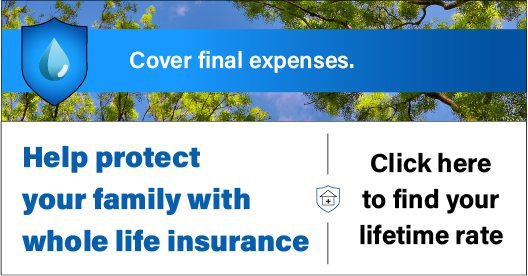 Cover final expenses.
Help protect
your family with
whole life insurance
Click here
to find your
lifetime rate